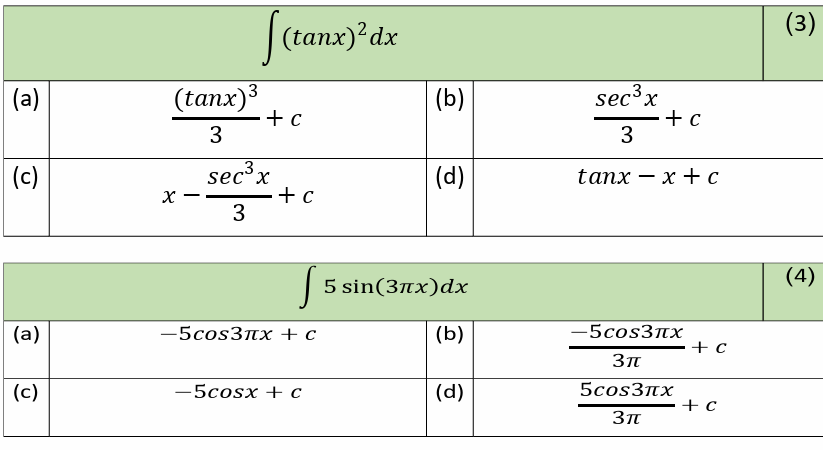 ∫(tanx)²dx (3)
(a) (tanx)³/3 + c (b) sec³x/3 + c
(c) x − sec³x/3 + c (d) tanx − x + c
∫ 5 sin(3πx)dx (4)
(a) −5cos3πx + c (b) −5cos3πx/3π + c
(c) −5cosx + c (d) 5cos3πx/3π + c